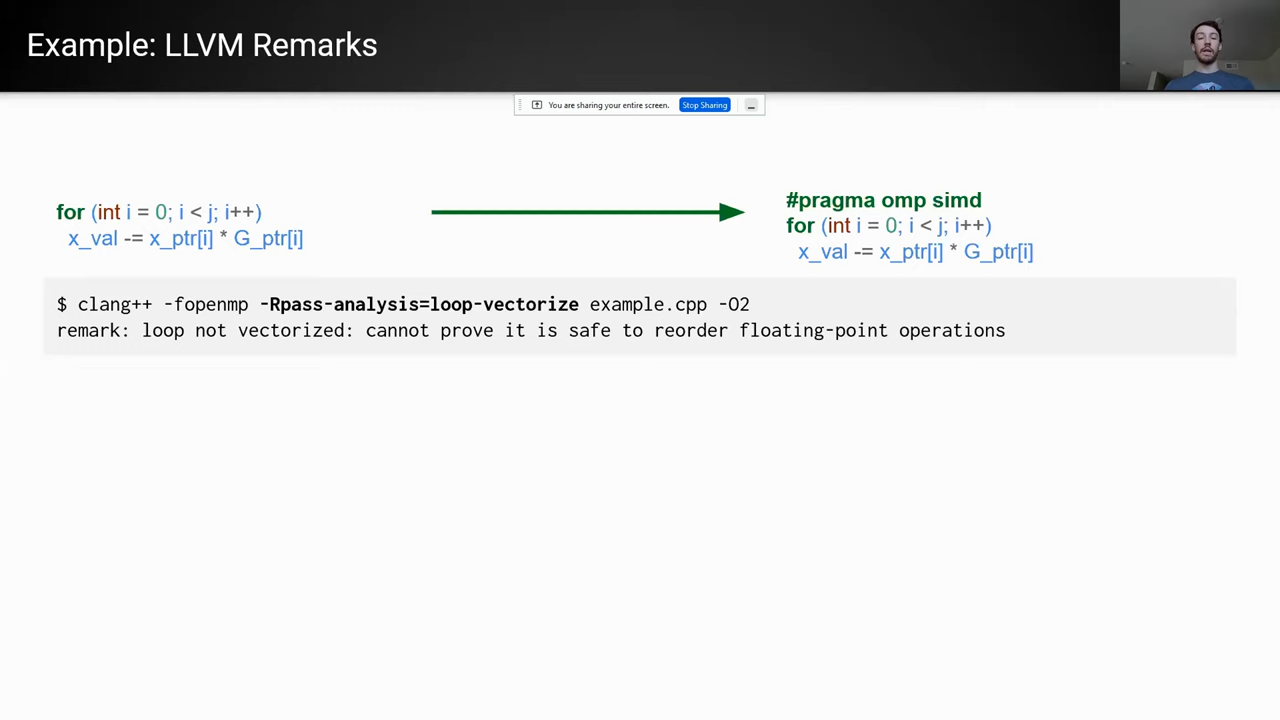 Example: LLVM Remarks
You are sharing your entire screen. Stop Sharing
for (int i = 0; i < j; i++)
x_val -= x_ptr[i] * G_ptr[i]
#pragma omp simd
for (int i = 0; i < j; i++)
x_val -= x_ptr[i] * G_ptr[i]
$ clang++ -fopenmp -Rpass-analysis=loop-vectorize example.cpp -O2
remark: loop not vectorized: cannot prove it is safe to reorder floating-point operations